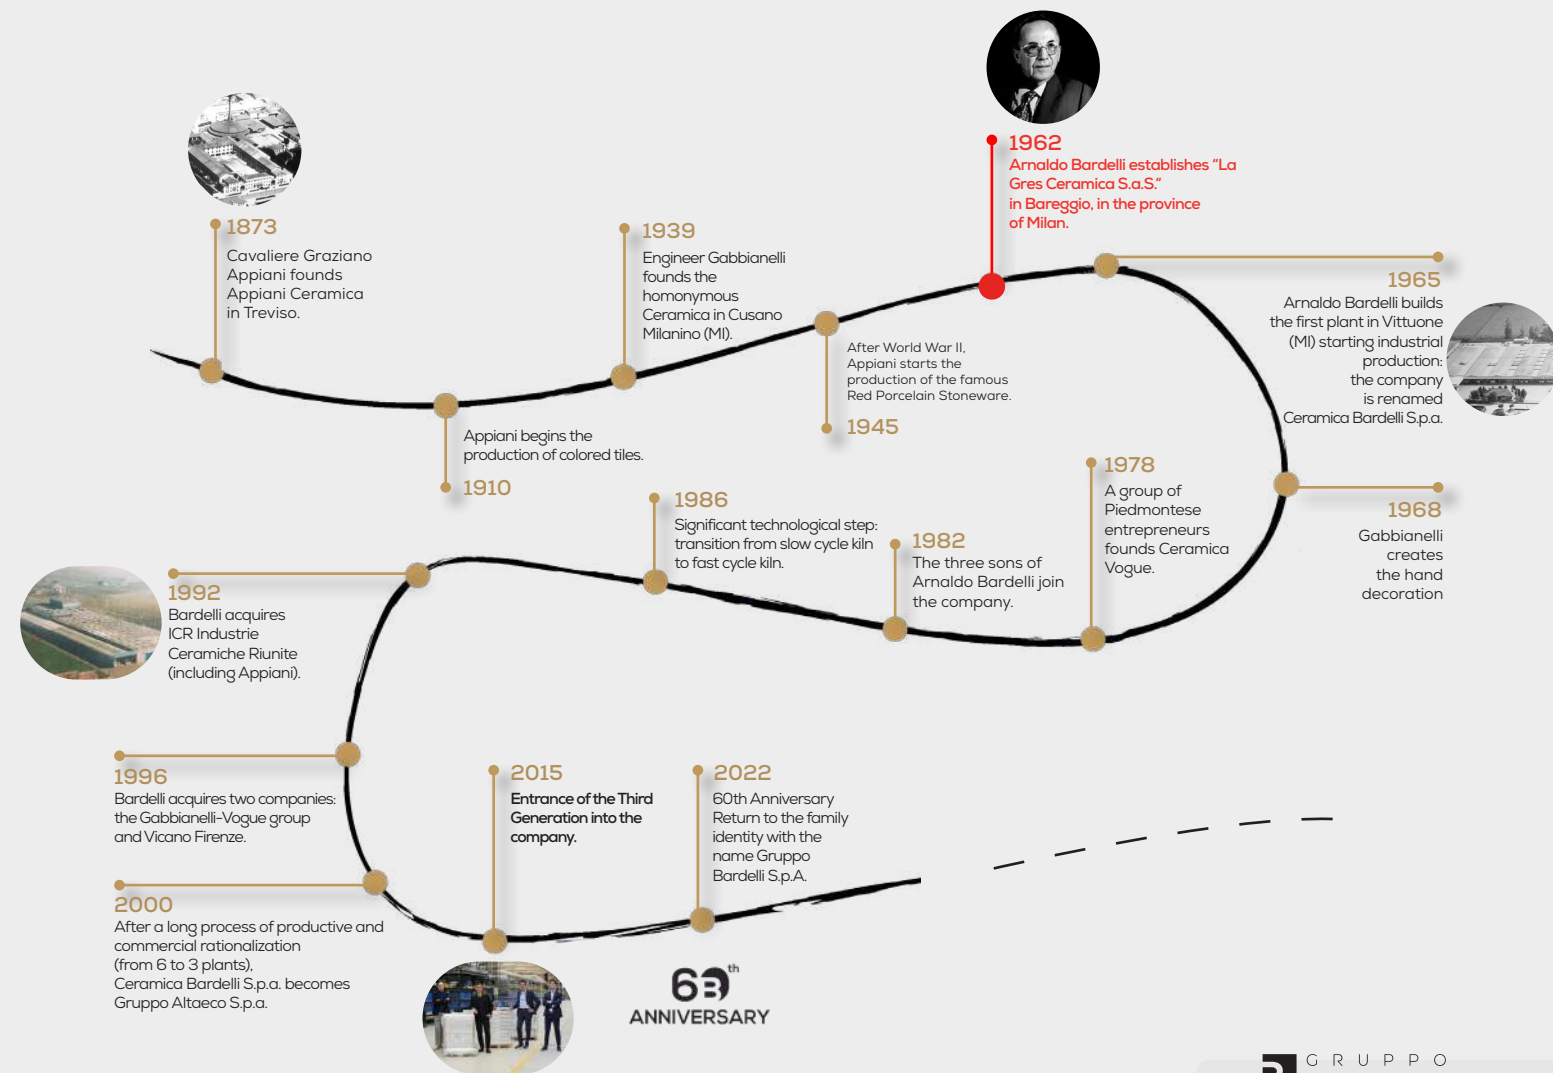 1873
Cavaliere Graziano
Appiani founds
Appiani Ceramica
in Treviso.
Appiani begins the
production of colored tiles.
1910
1939
Engineer Gabbianelli
founds the
homonymous
Ceramica in Cusano
Milanino (MI).
After World War II,
Appiani starts the
production of the famous
Red Porcelain Stoneware.
1945
1962
Arnaldo Bardelli establishes “La
Gres Ceramica S.a.S.”
in Bareggio, in the province
of Milan.
1965
Arnaldo Bardelli builds
the first plant in Vittuone
(MI) starting industrial
production:
the company
is renamed
Ceramica Bardelli S.p.a.
1968
Gabbianelli
creates
the hand
decoration
1978
A group of
Piedmontese
entrepreneurs
founds Ceramica
Vogue.
1982
The three sons of
Arnaldo Bardelli join
the company.
1986
Significant technological step:
transition from slow cycle kiln
to fast cycle kiln.
1992
Bardelli acquires
ICR Industrie
Ceramiche Riunite
(including Appiani).
1996
Bardelli acquires two companies:
the Gabbianelli-Vogue group
and Vicano Firenze.
2000
After a long process of productive and
commercial rationalization
(from 6 to 3 plants),
Ceramica Bardelli S.p.a. becomes
Gruppo Altaeco S.p.a.
2015
Entrance of the Third
Generation into the
company.
2022
60th Anniversary
Return to the family
identity with the
name Gruppo
Bardelli S.p.A.
60th
ANNIVERSARY
GRUPPO